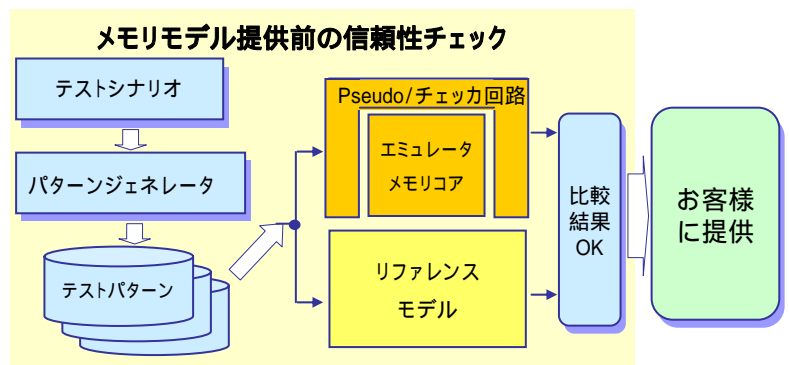 メモリモデル提供前の信頼性チェック
テストシナリオ
パターンジェネレータ
テストパターン
Pseudo/チェッカ回路
エミュレータ
メモリコア
リファレンス
モデル
比較
結果
OK
お客様
に提供